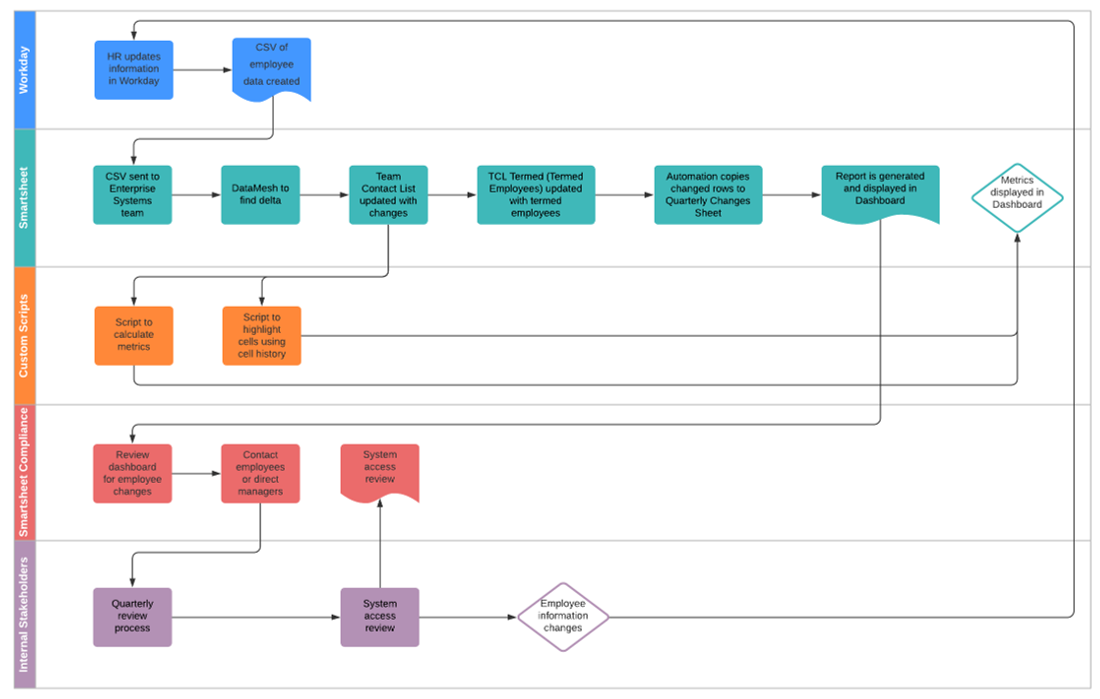 Workday
HR updates
information
in Workday
CSV of
employee
data created
Smartsheet
CSV sent to
Enterprise
Systems
team
DataMesh to
find delta
Team
Contact List
updated with
changes
TCL Termed (Termed
Employees) updated
with termed
employees
Automation copies
changed rows to
Quarterly Changes
Sheet
Report is generated
and displayed in
Dashboard
Metrics
displayed in
Dashboard
Custom Scripts
Script to
calculate
metrics
Script to
highlight
cells using
cell history
Smartsheet Compliance
Review
dashboard
for employee
changes
Contact
employees
or direct
managers
System
access
review
Internal Stakeholders
Quarterly
review
process
System
access
review
Employee
information
changes